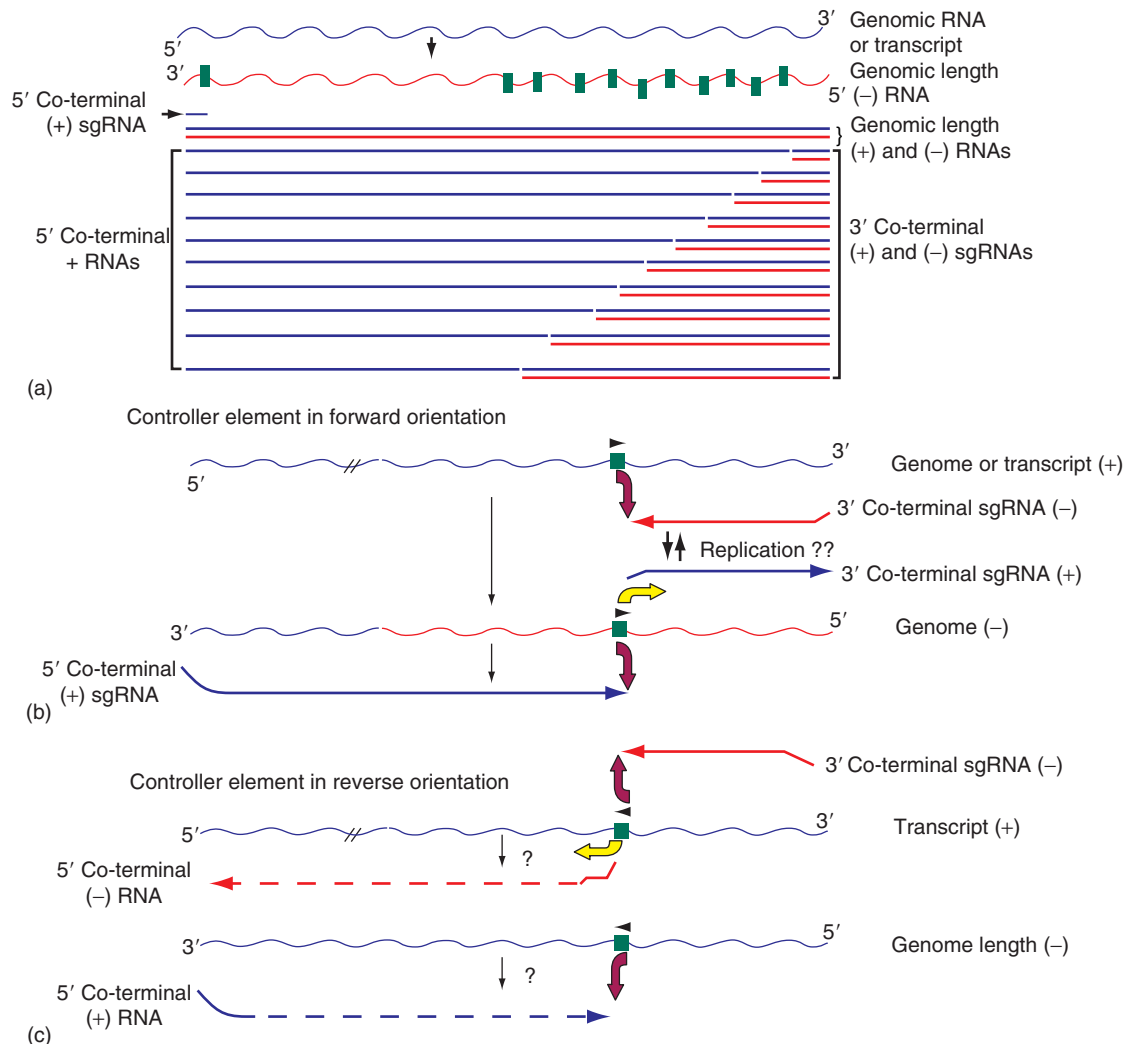 5′
3′
Genomic RNA
or transcript
3′
Genomic length
5′ (−) RNA
5′ Co-terminal
(+) sgRNA
Genomic length
(+) and (−) RNAs
5′ Co-terminal
+ RNAs
3′ Co-terminal
(+) and (−) sgRNAs
(a)
Controller element in forward orientation
5′
3′
Genome or transcript (+)
3′ Co-terminal sgRNA (−)
Replication ??
3′ Co-terminal sgRNA (+)
3′
5′
Genome (−)
5′ Co-terminal
(+) sgRNA
(b)
3′ Co-terminal sgRNA (−)
Controller element in reverse orientation
5′
3′
Transcript (+)
?
5′ Co-terminal
(−) RNA
3′
5′
Genome length (−)
?
5′ Co-terminal
(+) RNA
(c)